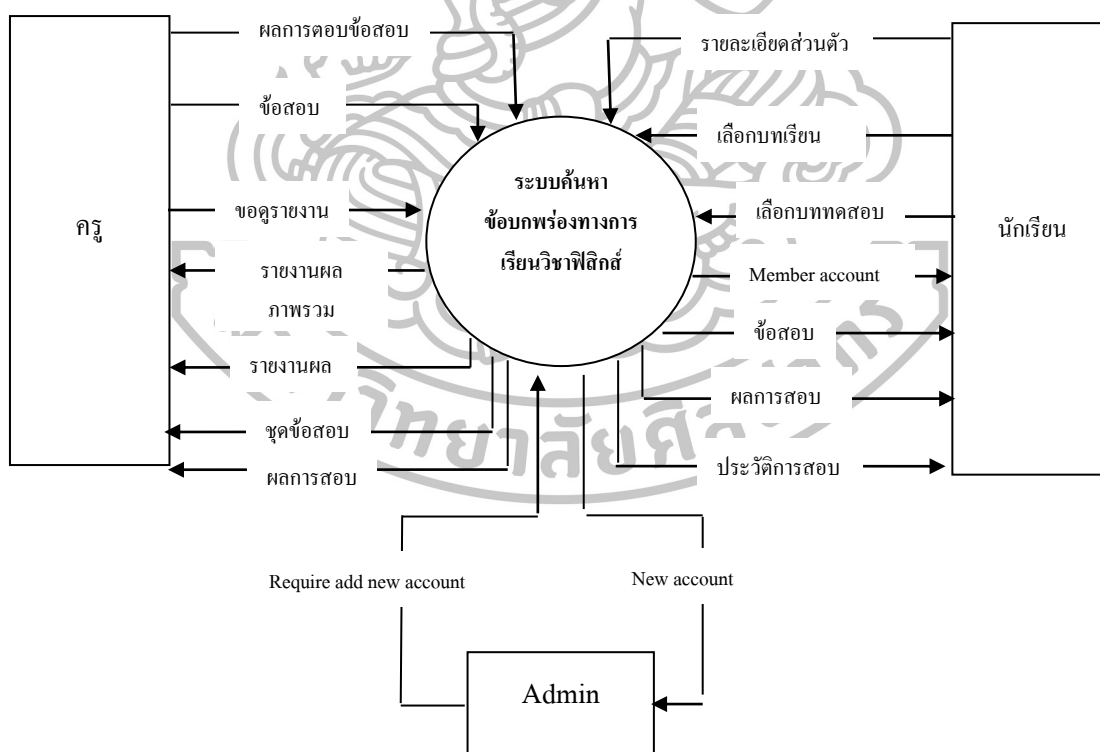 ผลการตอบข้อสอบ
รายละเอียดส่วนตัว
ข้อสอบ
เลือกบทเรียน
ระบบค้นหา
ข้อบกพร่องทางการ
เรียนวิชาฟิสิกส์
ครู
ขอดูรายงาน
เลือกบททดสอบ
นักเรียน
รายงานผล
ภาพรวม
Member account
ข้อสอบ
รายงานผล
ผลการสอบ
ชุดข้อสอบ
ผลการสอบ
ประวัติการสอบ
Require add new account
New account
Admin